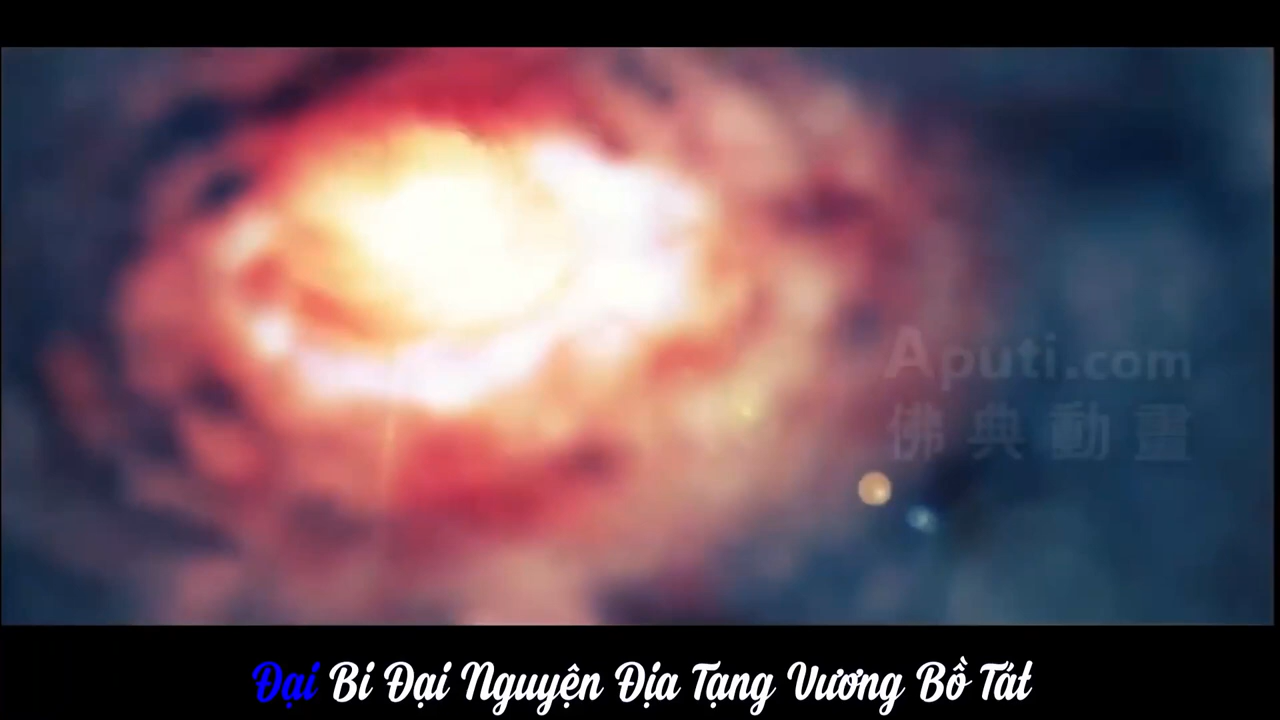 Aputi.com
佛典動畫
Đại Bi Đại Nguyện Địa Tạng Vương Bồ Tát